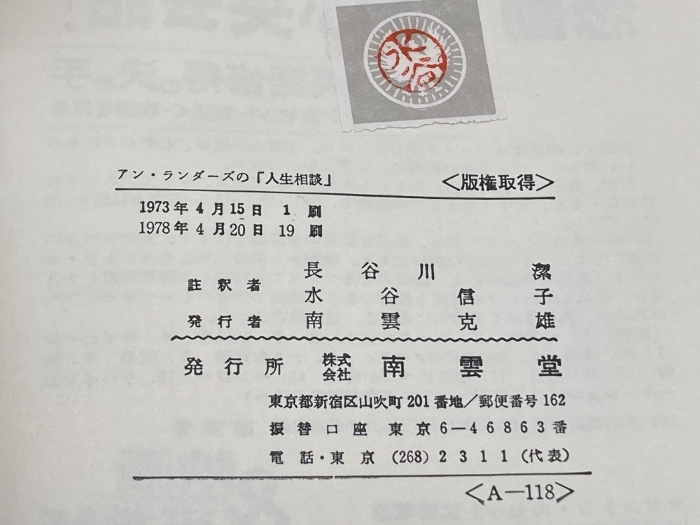 アン・ランダーズの「人生相談」 <版権取得>
1973年4月15日 1 刷
1978年4月20日 19 刷
註釈者 長谷川 潔
水谷信子
発行者 南雲克雄
発行所 株式会社 南雲堂
東京都新宿区山吹町201番地/郵便番号162
振替口座 東京6-46863番
電話・東京 (268) 2311 (代表)
<A-118>